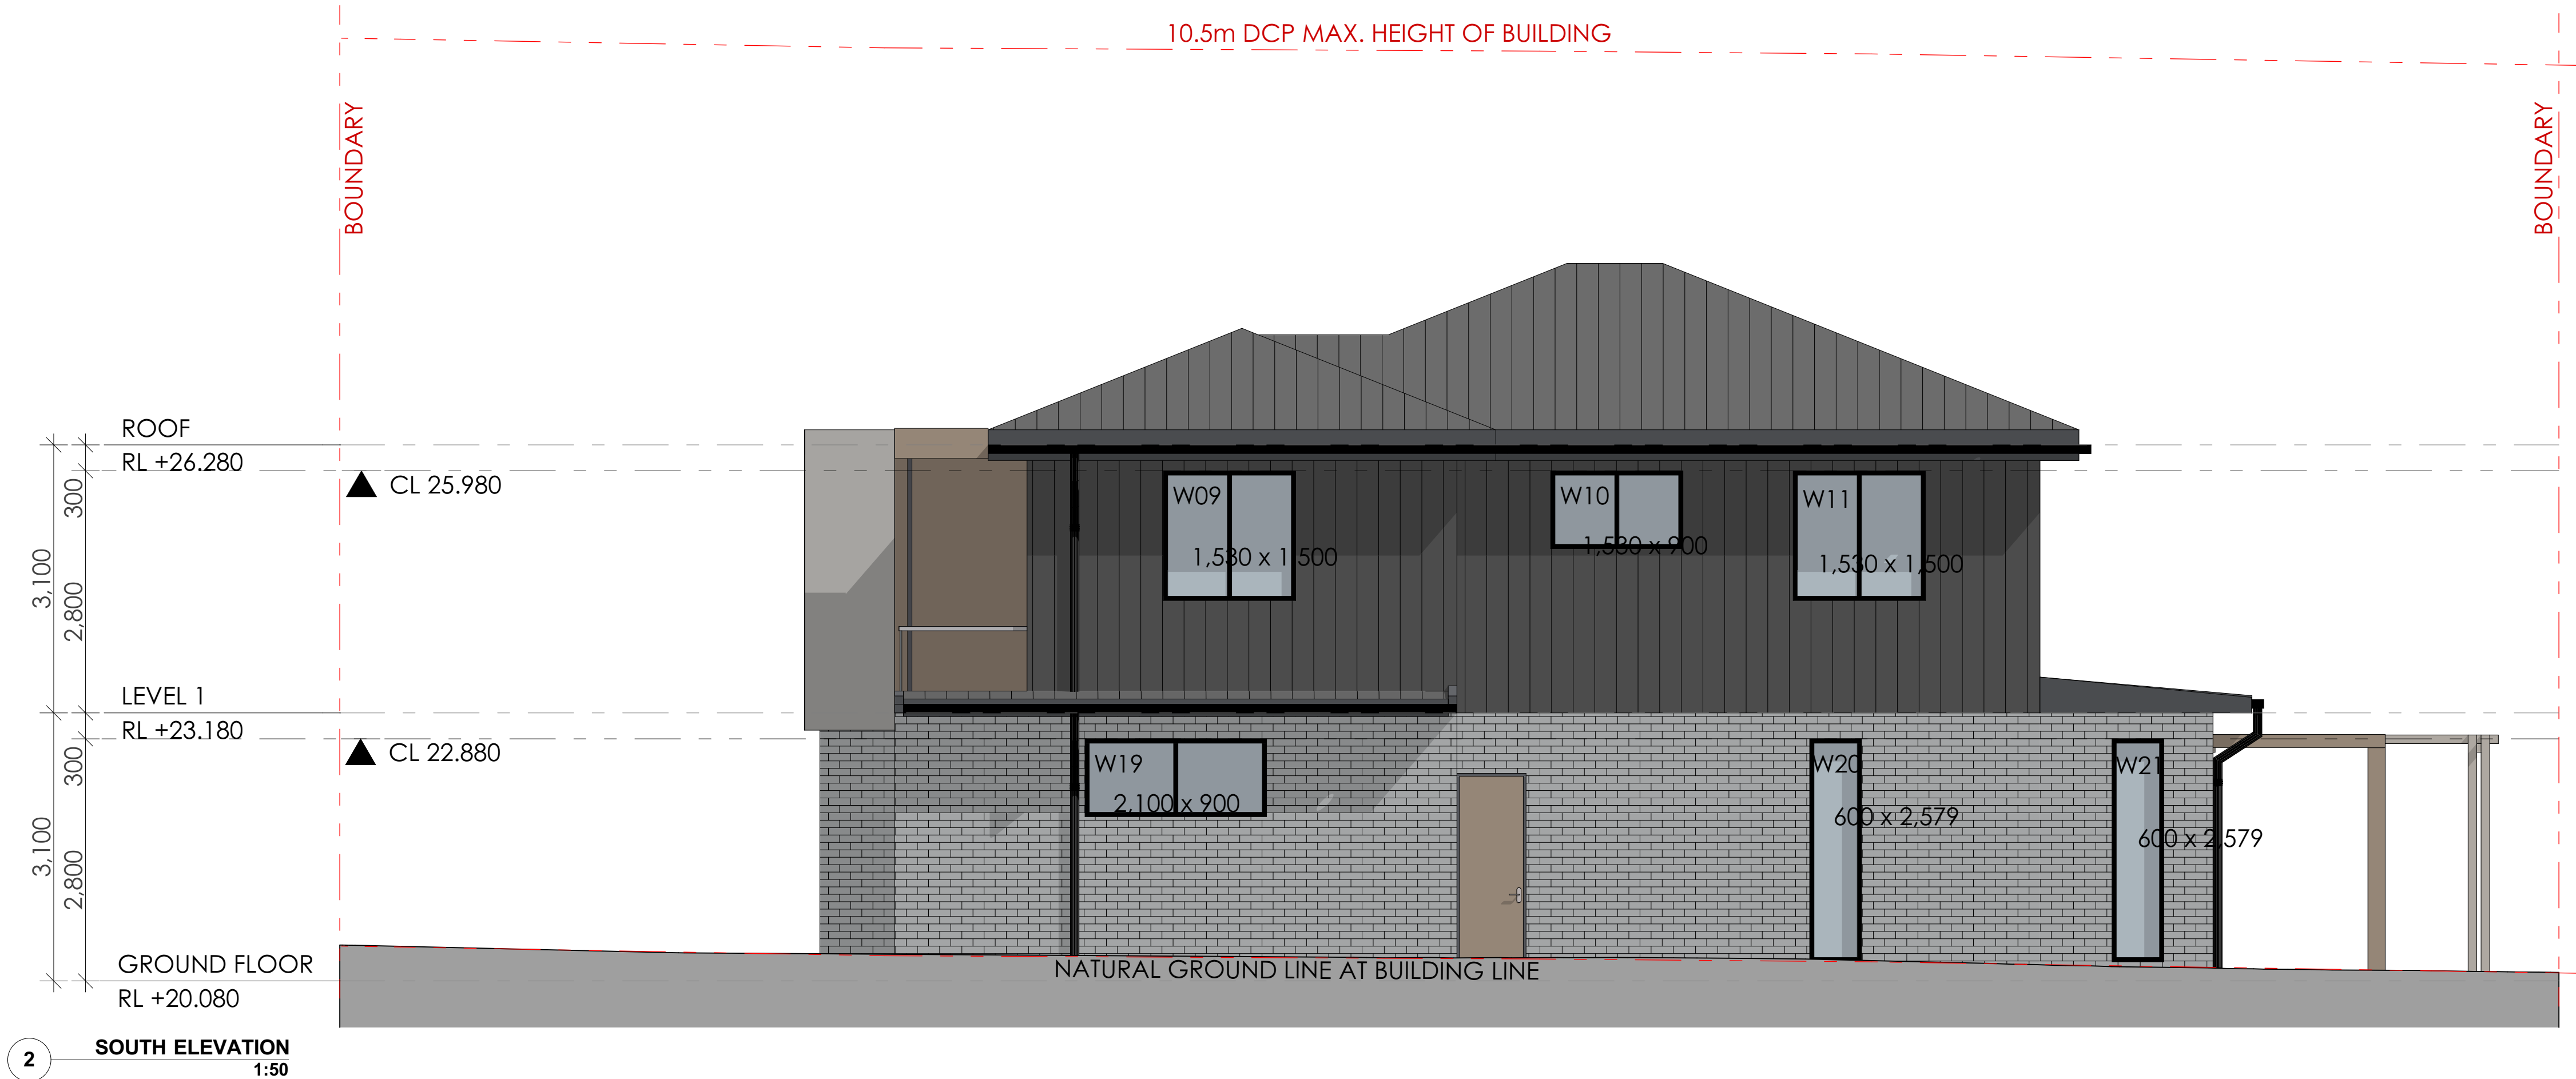 10.5m DCP MAX. HEIGHT OF BUILDING
BOUNDARY
BOUNDARY
ROOF
RL +26.280
CL 25.980
300
3,100
2,800
W09
1,530 x 1,500
W10
1,530 x 900
W11
1,530 x 1,500
LEVEL 1
RL +23.180
CL 22.880
300
3,100
2,800
W19
2,100 x 900
W20
600 x 2,579
W21
600 x 2,579
GROUND FLOOR
RL +20.080
NATURAL GROUND LINE AT BUILDING LINE
2
SOUTH ELEVATION
1:50